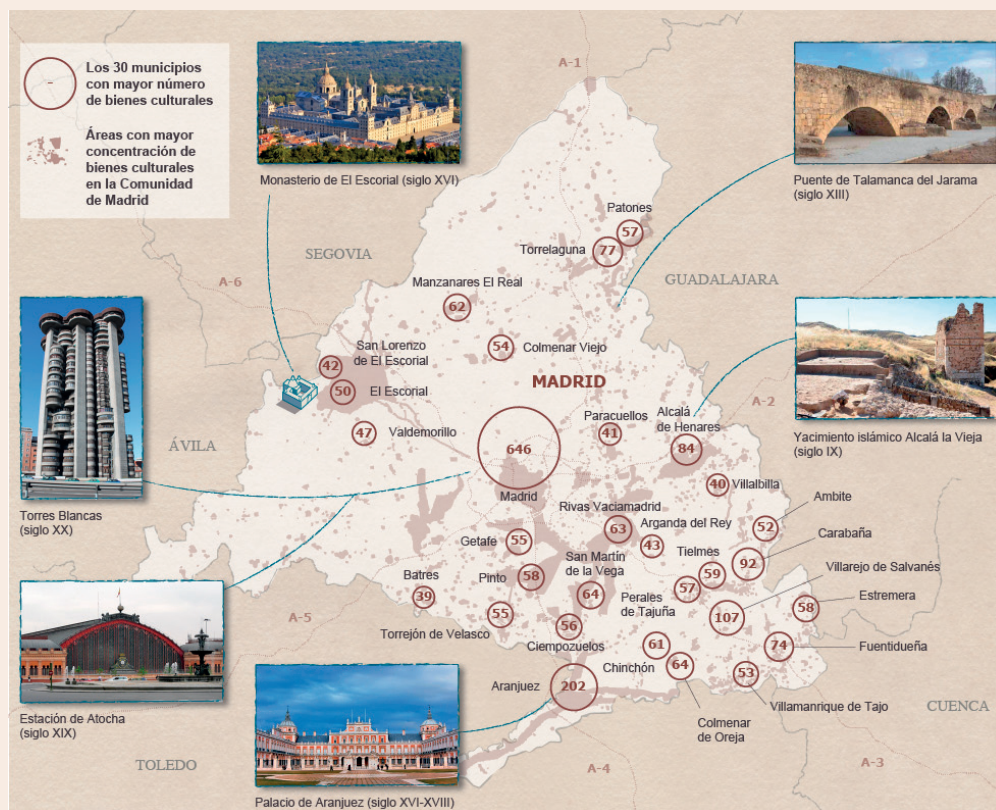 Los 30 municipios
con mayor número
de bienes culturales
Áreas con mayor
concentración de
bienes culturales
en la Comunidad
de Madrid
Monasterio de El Escorial (siglo XVI)
A-1
Puente de Talamanca del Jarama
(siglo XIII)
SEGOVIA
Patones
57
Torrelaguna
77
GUADALAJARA
A-6
Manzanares El Real
62
San Lorenzo
de El Escorial
42
54
Colmenar Viejo
50
El Escorial
MADRID
47
Valdemorillo
ÁVILA
646
Madrid
Paracuellos
41
Alcalá
de Henares
84
A-2
Yacimiento islámico Alcalá la Vieja
(siglo IX)
40
Villalbilla
Torres Blancas
(siglo XX)
Rivas Vaciamadrid
63
Arganda del Rey
43
Ambite
52
Carabaña
92
Getafe
55
Pinto
58
San Martín
de la Vega
64
Tielmes
59
Perales
de Tajuña
57
Villarejo de Salvanés
107
Estremera
58
Batres
39
A-5
Torrejón de Velasco
55
Ciempozuelos
56
61
Chinchón
64
Colmenar
de Oreja
74
Fuentidueña
53
Villamanrique de Tajo
Aranjuez
202
Estación de Atocha
(siglo XIX)
CUENCA
TOLEDO
A-4
A-3
Palacio de Aranjuez (siglo XVI-XVIII)